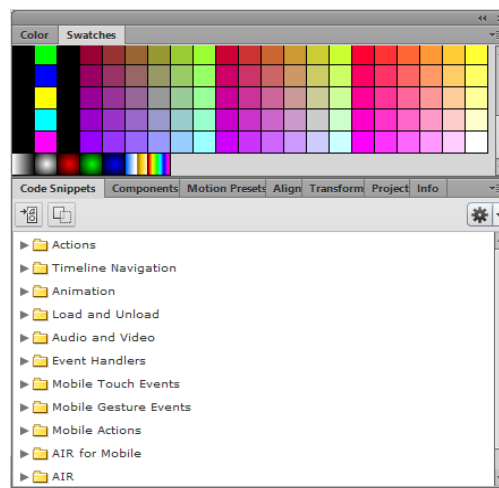 Color Swatches
Code Snippets Components Motion Presets Align Transform Project Info
Actions
Timeline Navigation
Animation
Load and Unload
Audio and Video
Event Handlers
Mobile Touch Events
Mobile Gesture Events
Mobile Actions
AIR for Mobile
AIR